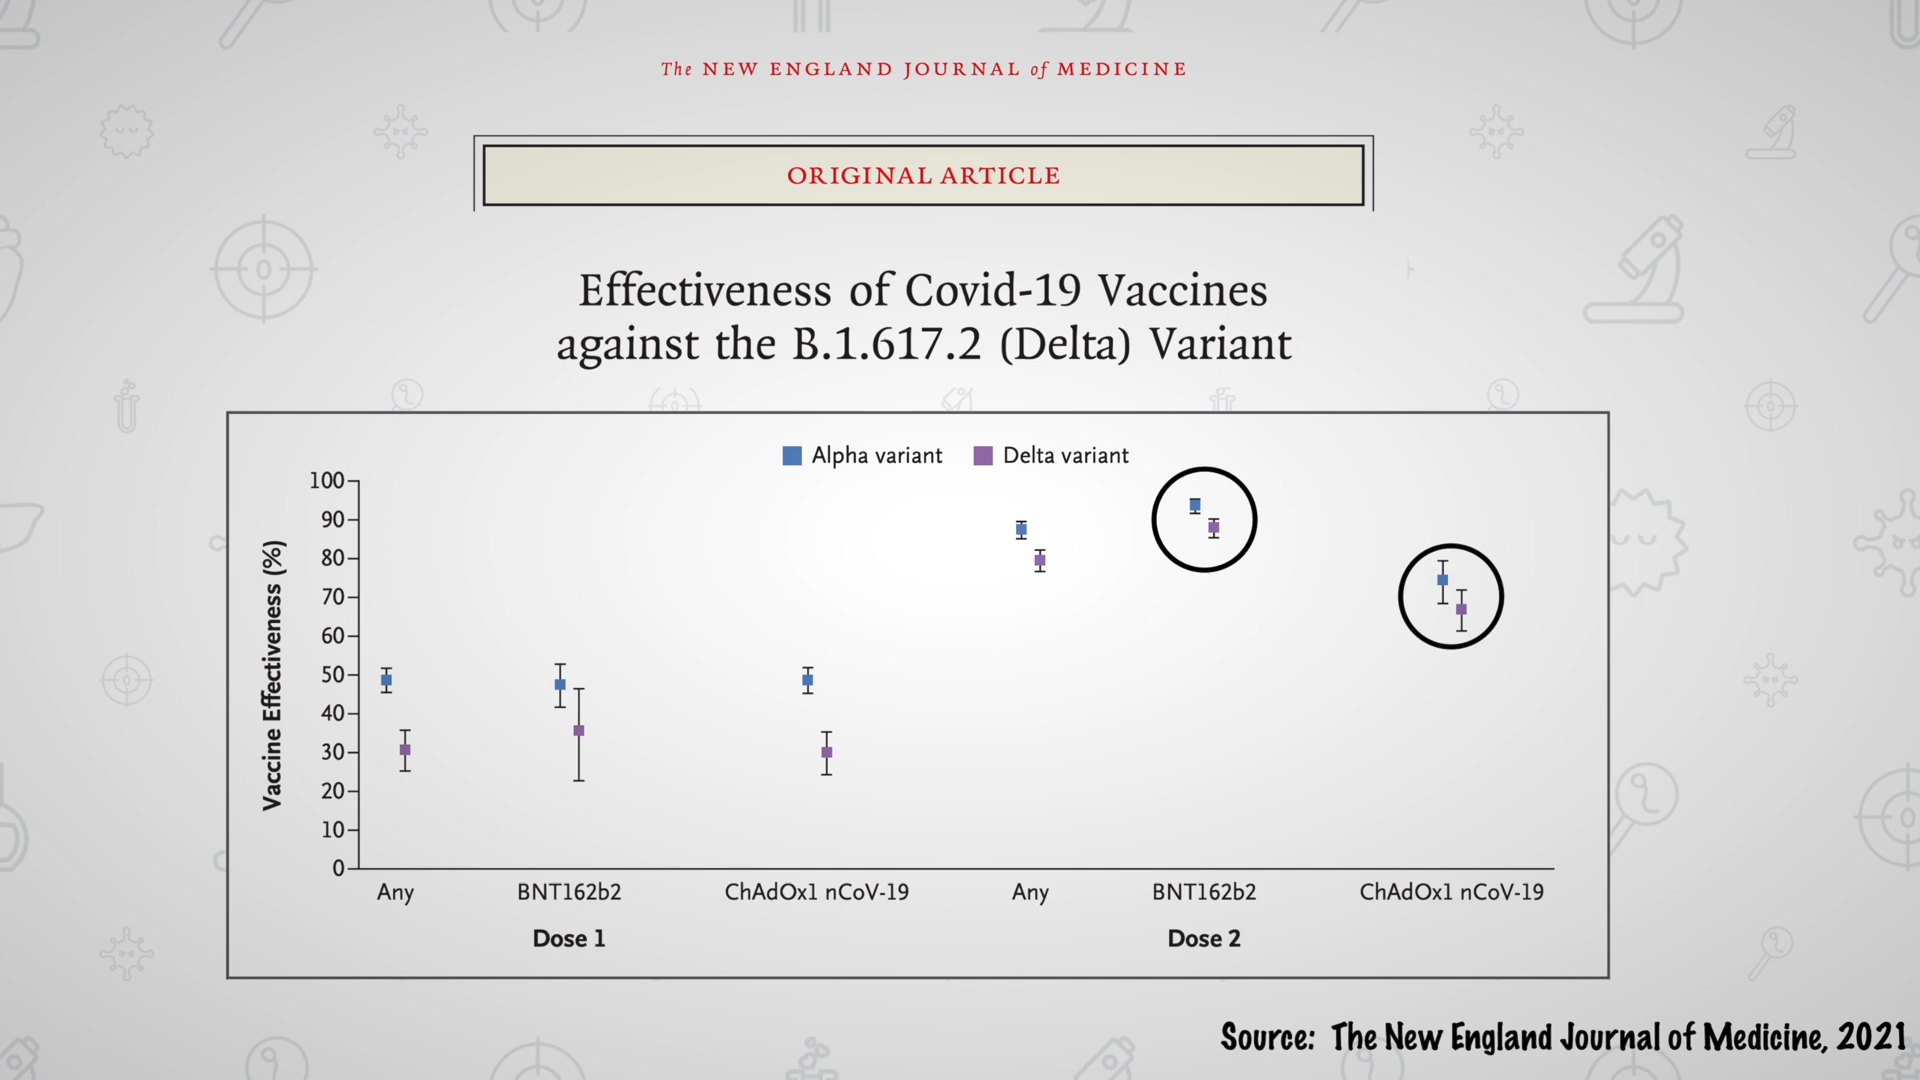 The NEW ENGLAND JOURNAL of MEDICINE
ORIGINAL ARTICLE
Effectiveness of Covid-19 Vaccines
against the B.1.617.2 (Delta) Variant
Alpha variant
Delta variant
Vaccine Effectiveness (%)
100
90
80
70
60
50
40
30
20
10
0
Any
BNT162b2
ChAdOx1 nCoV-19
Any
BNT162b2
ChAdOx1 nCoV-19
Dose 1
Dose 2
Source: The New England Journal of Medicine, 2021